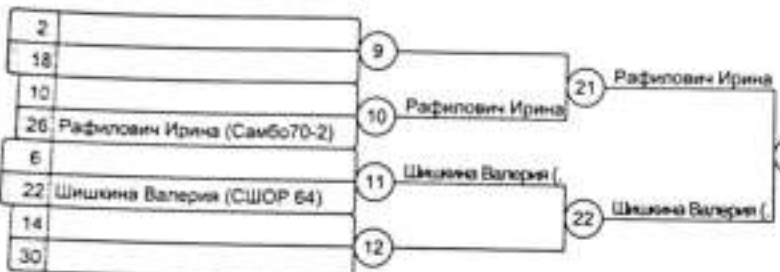 2
9
18
21 Рафилович Ирина
10
10 Рафилович Ирина
26 Рафилович Ирина (Самбо70-2)
6
11 Шишкина Валерия (.
22 Шишкина Валерия (СШОР 64)
22 Шишкина Валерия (.
14
12
30